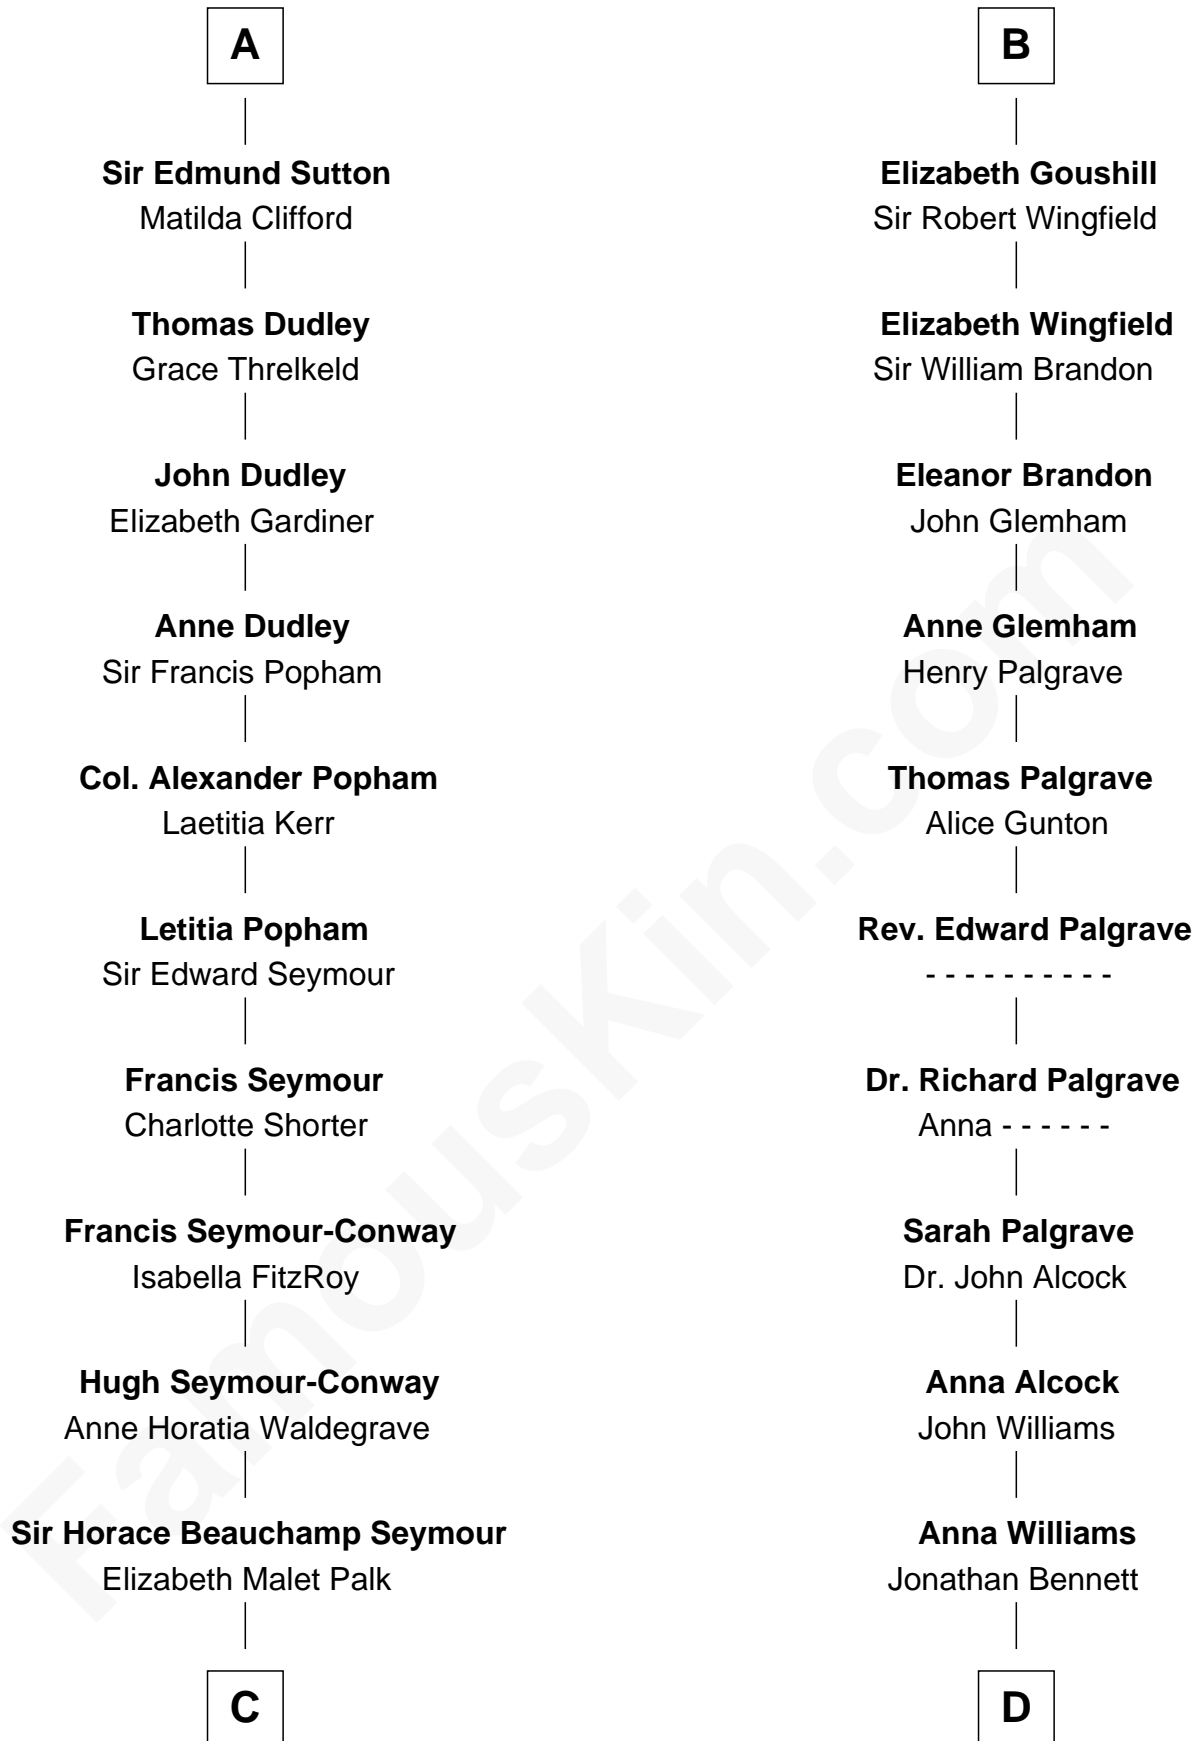 A
Sir Edmund Sutton
Matilda Clifford
Thomas Dudley
Grace Threlkeld
John Dudley
Elizabeth Gardiner
Anne Dudley
Sir Francis Popham
Col. Alexander Popham
Laetitia Kerr
Letitia Popham
Sir Edward Seymour
Francis Seymour
Charlotte Shorter
Francis Seymour-Conway
Isabella FitzRoy
Hugh Seymour-Conway
Anne Horatia Waldegrave
Sir Horace Beauchamp Seymour
Elizabeth Malet Palk
C
B
Elizabeth Goushill
Sir Robert Wingfield
Elizabeth Wingfield
Sir William Brandon
Eleanor Brandon
John Glemham
Anne Glemham
Henry Palgrave
Thomas Palgrave
Alice Gunton
Rev. Edward Palgrave
- - - - - - - - - -
Dr. Richard Palgrave
Anna - - - - - -
Sarah Palgrave
Dr. John Alcock
Anna Alcock
John Williams
Anna Williams
Jonathan Bennett
D
FamousKin.com